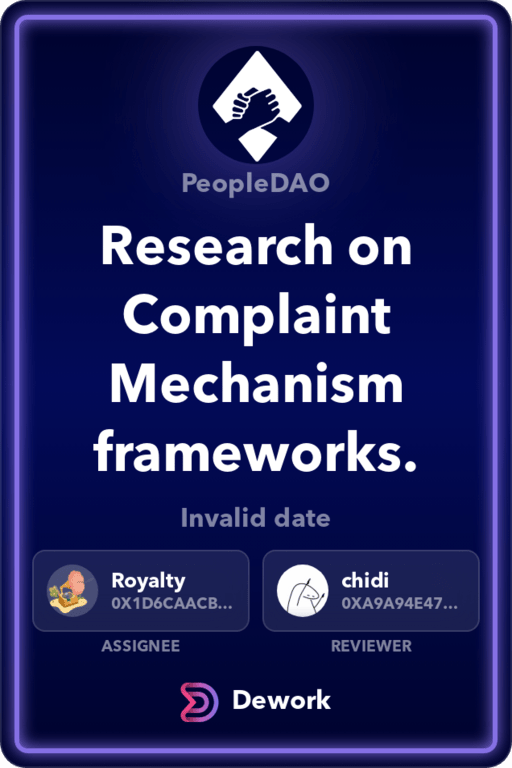 PeopleDAO
Research on
Complaint
Mechanism
frameworks.
Invalid date
Royalty
0X1D6CAACB...
chidi
0XA9A94E47...
ASSIGNEE
REVIEWER
Dework